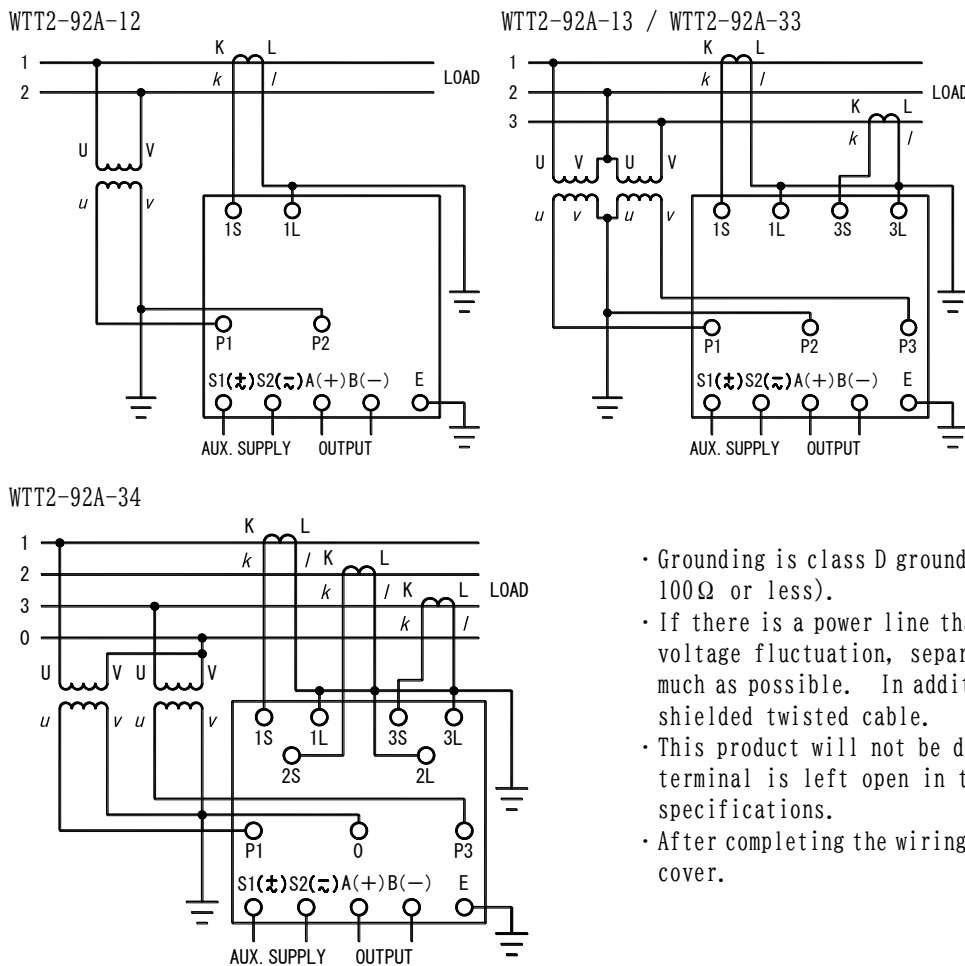 WTT2-92A-12
K L
1
k l
LOAD
2
U V
u v
1S 1L
P1 P2
S1(±) S2(~) A(+) B(−) E
AUX. SUPPLY OUTPUT
WTT2-92A-13 / WTT2-92A-33
K L
1
k l
2 LOAD
K L
3
k l
U V U V
u v u v
1S 1L 3S 3L
P1 P2 P3
S1(±) S2(~) A(+) B(−) E
AUX. SUPPLY OUTPUT
WTT2-92A-34
K L
1
k l K L
2
k l K L LOAD
3
k l
0
U V U V
u v u v
1S 1L 3S 3L
2S 2L
P1 0 P3
S1(±) S2(~) A(+) B(−) E
AUX. SUPPLY OUTPUT
・Grounding is class D ground
100Ω or less).
・If there is a power line tha
voltage fluctuation, separ
much as possible. In addit
shielded twisted cable.
・This product will not be d
terminal is left open in t
specifications.
・After completing the wiring
cover.